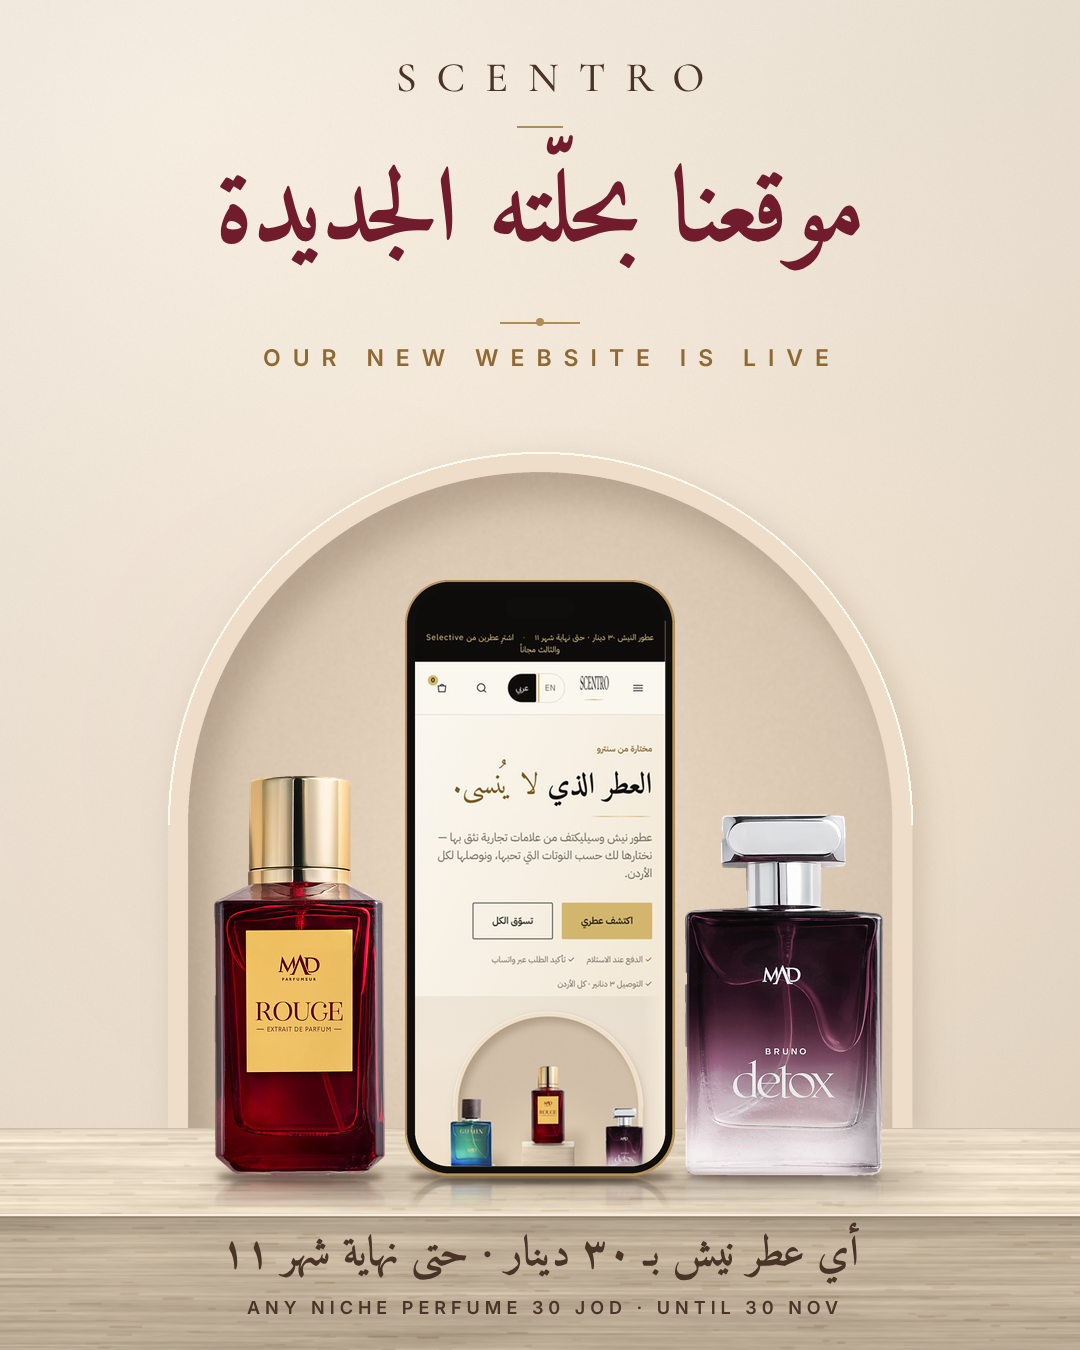 SCENTRO
موقعنا بحلّته الجديدة
OUR NEW WEBSITE IS LIVE
عطور النيش ٣٠ دينار · حتى نهاية شهر ١١ · اشترِ عطرين من Selective
والثالث مجاناً
SCENTRO
EN
عربي
0
مختارة من سنترو
العطر الذي لا يُنسى.
عطور نيش وسيليكتف من علامات تجارية نثق بها —
نختارها لك حسب النوتات التي تحبها، ونوصلها لكل
الأردن.
اكتشف عطري
تسوّق الكل
✓ الدفع عند الاستلام ✓ تأكيد الطلب عبر واتساب
✓ التوصيل ٣ دنانير · كل الأردن
MAD
PARFUMEUR
ROUGE
EXTRAIT DE PARFUM
MAD
BRUNO
detox
ROUGE
detox
أي عطر نيش بـ ٣٠ دينار · حتى نهاية شهر ١١
ANY NICHE PERFUME 30 JOD · UNTIL 30 NOV